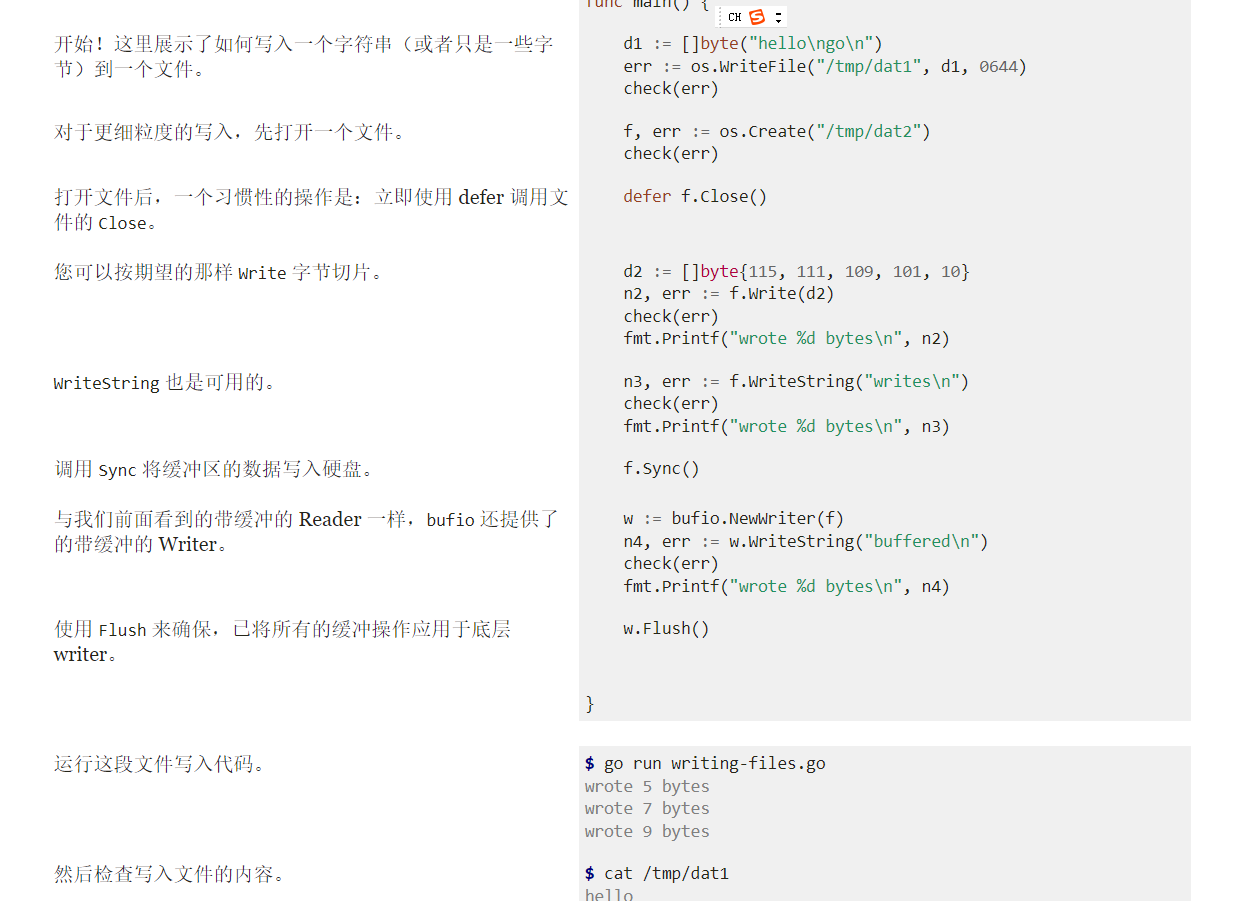 func main() {
CH
开始！这里展示了如何写入一个字符串（或者只是一些字
节）到一个文件。
d1 := []byte("hello\ngo\n")
err := os.WriteFile("/tmp/dat1", d1, 0644)
check(err)
对于更细粒度的写入，先打开一个文件。
f, err := os.Create("/tmp/dat2")
check(err)
打开文件后，一个习惯性的操作是：立即使用 defer 调用文
件的 Close。
defer f.Close()
您可以按期望的那样 Write 字节切片。
d2 := []byte{115, 111, 109, 101, 10}
n2, err := f.Write(d2)
check(err)
fmt.Printf("wrote %d bytes\n", n2)
WriteString 也是可用的。
n3, err := f.WriteString("writes\n")
check(err)
fmt.Printf("wrote %d bytes\n", n3)
调用 Sync 将缓冲区的数据写入硬盘。
f.Sync()
与我们前面看到的带缓冲的 Reader 一样，bufio 还提供了
的带缓冲的 Writer。
w := bufio.NewWriter(f)
n4, err := w.WriteString("buffered\n")
check(err)
fmt.Printf("wrote %d bytes\n", n4)
使用 Flush 来确保，已将所有的缓冲操作应用于底层
writer。
w.Flush()
}
运行这段文件写入代码。
$ go run writing-files.go
wrote 5 bytes
wrote 7 bytes
wrote 9 bytes
然后检查写入文件的内容。
$ cat /tmp/dat1
hello